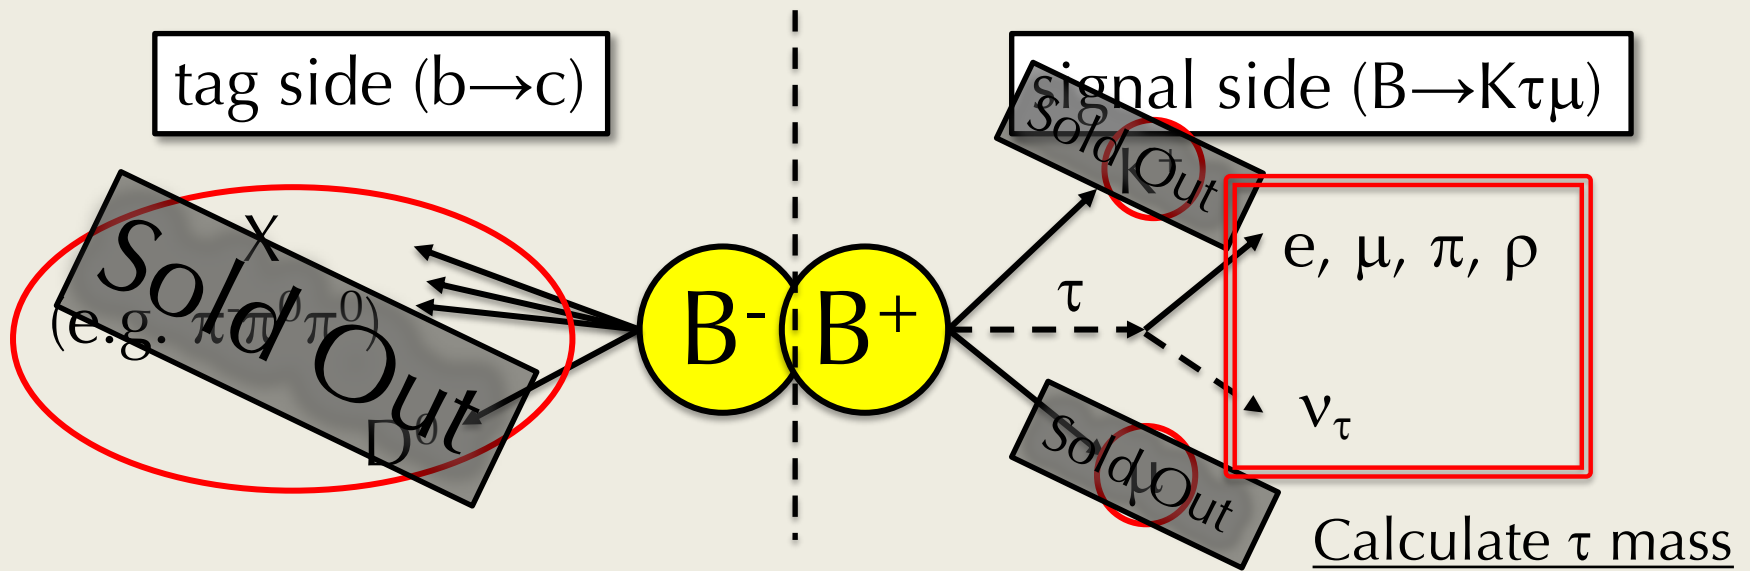 tag side (b→c)
signal side (B→Kτμ)
Sold Out
K⁺
X
(e.g. π⁻π⁰π⁰)
Sold Out
D⁰
B⁻
B⁺
τ
e, μ, π, ρ
ν_τ
Sold Out
μ
Calculate τ mass